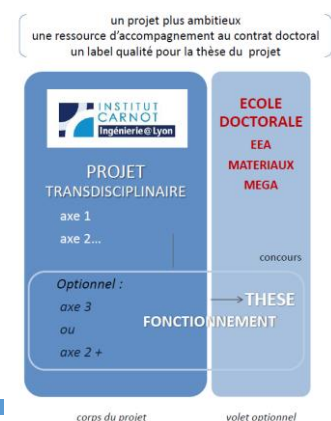 un projet plus ambitieux
une ressource d'accompagnement au contrat doctoral
un label qualité pour la thèse du projet
INSTITUT
CARNOT
Ingénierie@Lyon
PROJET
TRANSDISCIPLINAIRE
axe 1
axe 2...
ECOLE
DOCTORALE
EEA
MATERIAUX
MEGA
concours
Optionnel :
axe 3
ou
axe 2 +
THESE
FONCTIONNEMENT
corps du projet
volet optionnel